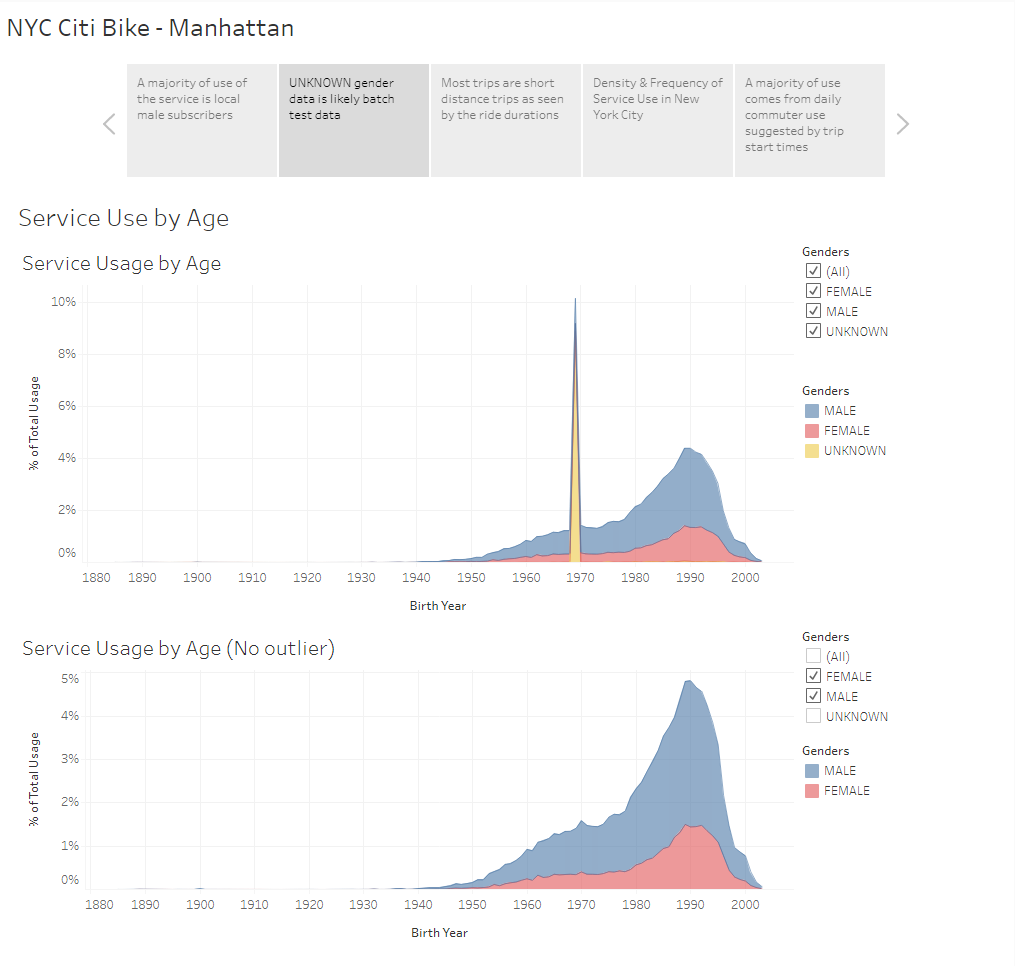 NYC Citi Bike - Manhattan
A majority of use of
the service is local
male subscribers
UNKNOWN gender
data is likely batch
test data
Most trips are short
distance trips as seen
by the ride durations
Density & Frequency of
Service Use in New
York City
A majority of use
comes from daily
commuter use
suggested by trip
start times
Service Use by Age
Service Usage by Age
% of Total Usage
10%
8%
6%
4%
2%
0%
1880 1890 1900 1910 1920 1930 1940 1950 1960 1970 1980 1990 2000
Birth Year
Genders
(All)
FEMALE
MALE
UNKNOWN
Genders
MALE
FEMALE
UNKNOWN
Service Usage by Age (No outlier)
% of Total Usage
5%
4%
3%
2%
1%
0%
1880 1890 1900 1910 1920 1930 1940 1950 1960 1970 1980 1990 2000
Birth Year
Genders
(All)
FEMALE
MALE
UNKNOWN
Genders
MALE
FEMALE